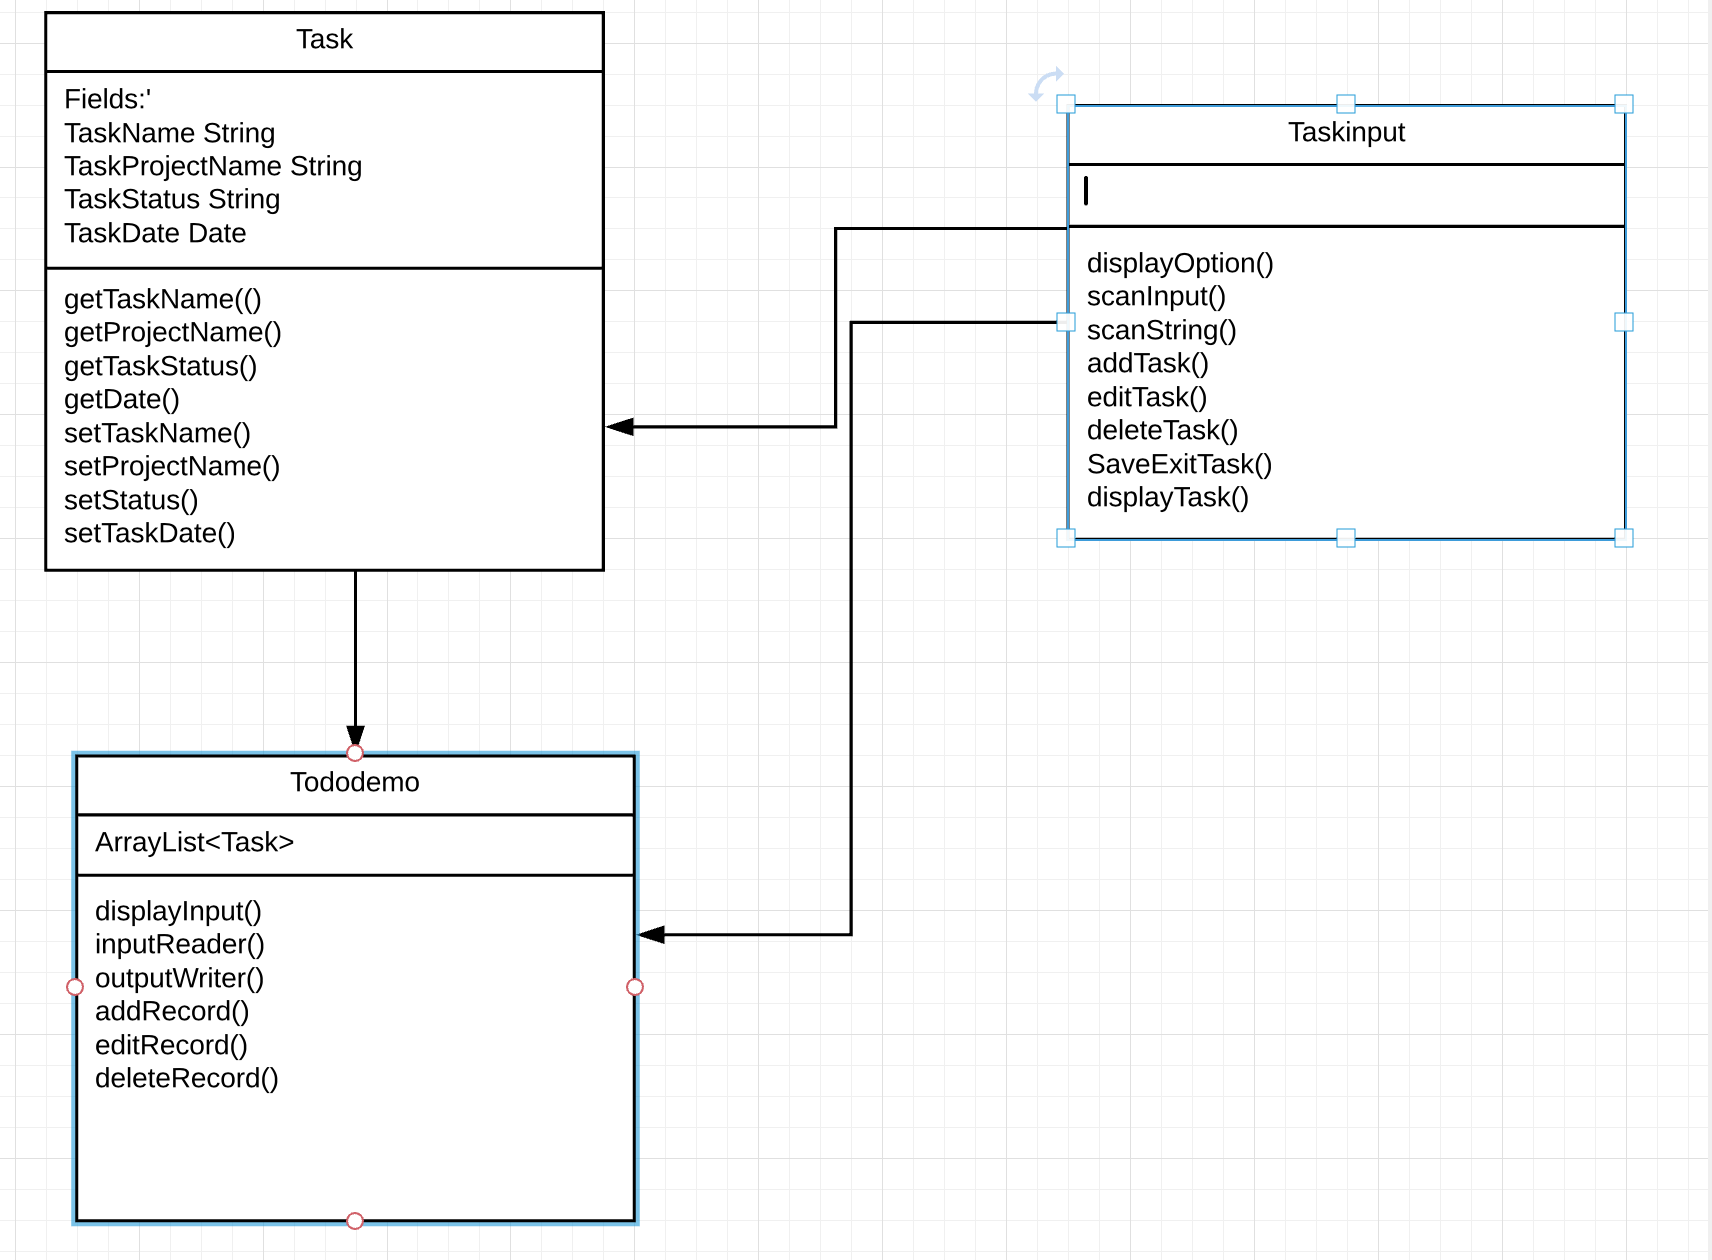 Task
Fields:'
TaskName String
TaskProjectName String
TaskStatus String
TaskDate Date
getTaskName(()
getProjectName()
getTaskStatus()
getDate()
setTaskName()
setProjectName()
setStatus()
setTaskDate()
Taskinput
displayOption()
scanInput()
scanString()
addTask()
editTask()
deleteTask()
SaveExitTask()
displayTask()
Tododemo
ArrayList<Task>
displayInput()
inputReader()
outputWriter()
addRecord()
editRecord()
deleteRecord()